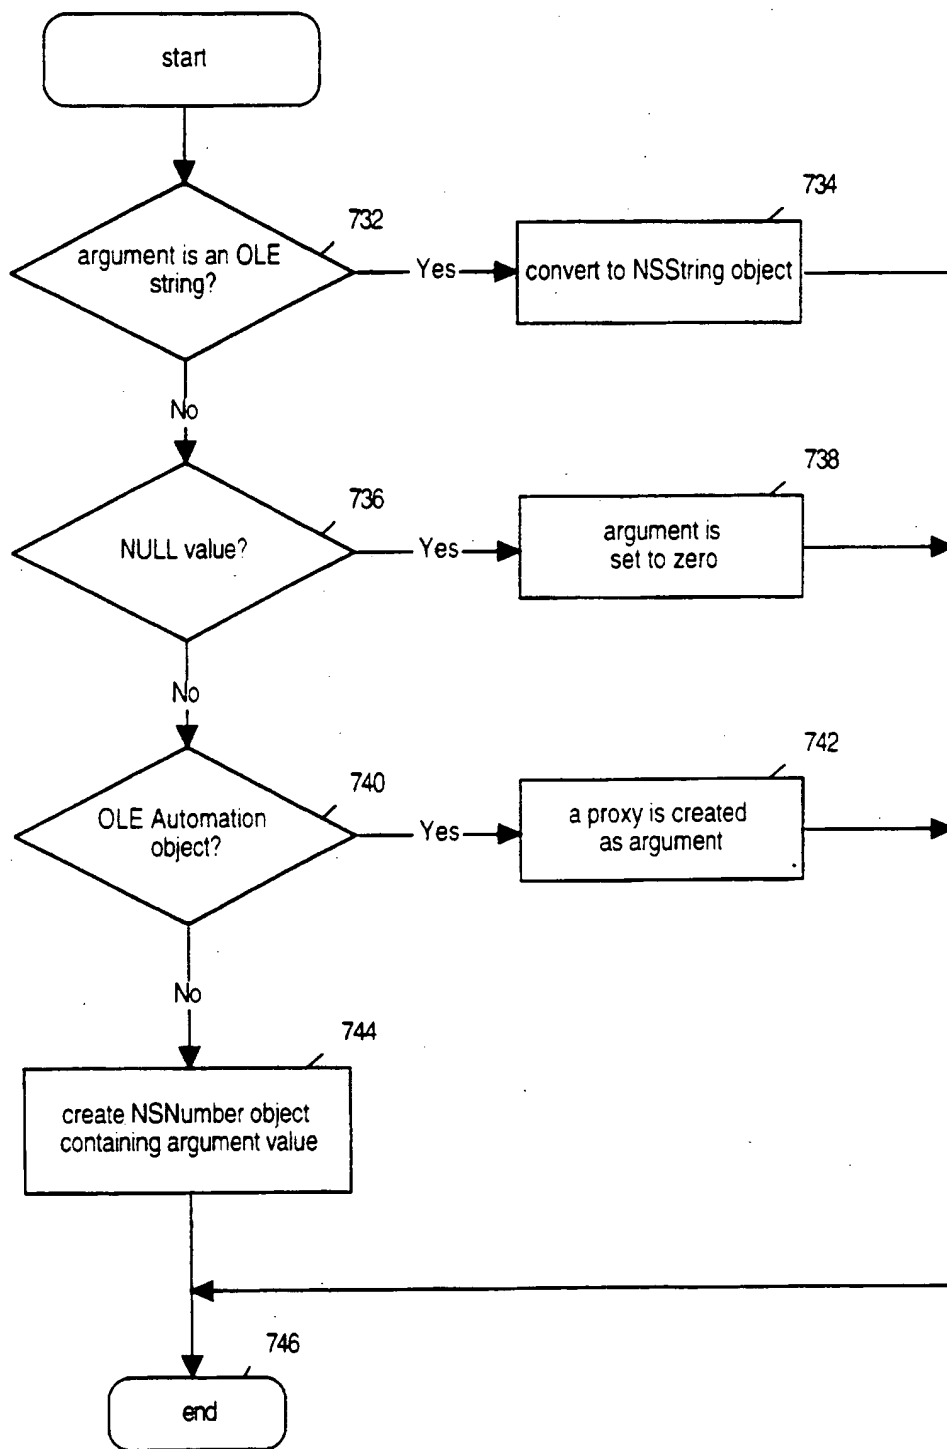 start
732
argument is an OLE
string?
Yes
734
convert to NSString object
No
736
NULL value?
Yes
738
argument is
set to zero
No
740
OLE Automation
object?
Yes
742
a proxy is created
as argument
No
744
create NSNumber object
containing argument value
746
end